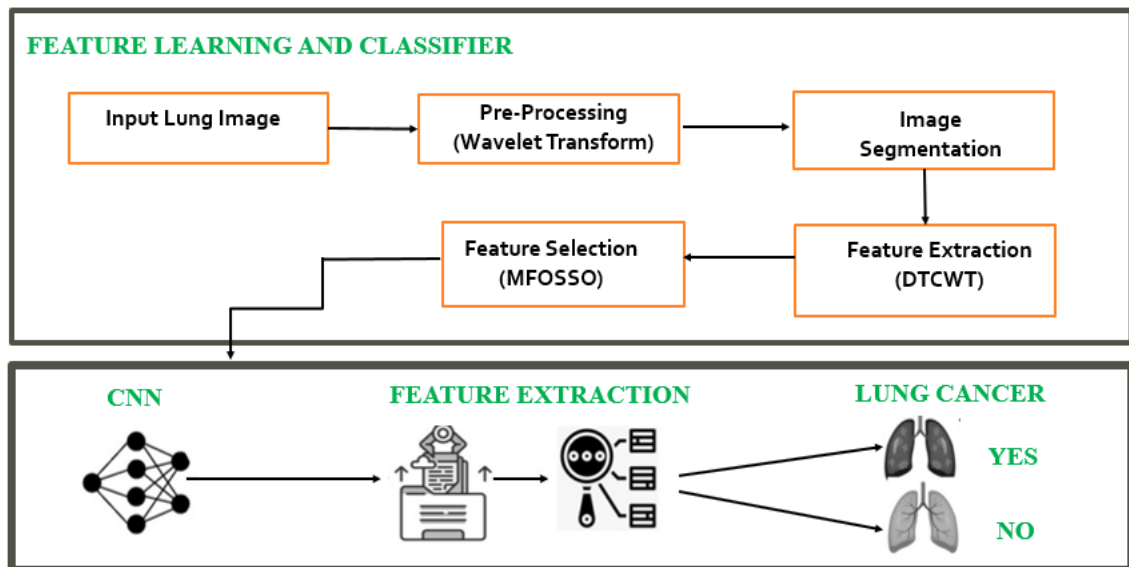 FEATURE LEARNING AND CLASSIFIER
Input Lung Image
Pre-Processing
(Wavelet Transform)
Image
Segmentation
Feature Selection
(MFOSSO)
Feature Extraction
(DTCWT)
CNN
FEATURE EXTRACTION
LUNG CANCER
YES
NO